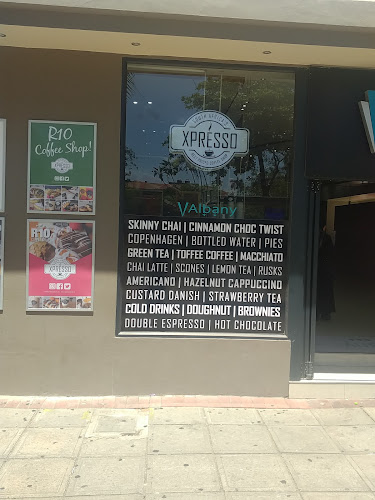 R10
Coffee Shop!
XPRESSO
R10
XPRESSO
XPRESSO
Albany
SKINNY CHAI | CINNAMON CHOC TWIST
COPENHAGEN | BOTTLED WATER | PIES
GREEN TEA | TOFFEE COFFEE | MACCHIATO
CHAI LATTE | SCONES | LEMON TEA | RUSKS
AMERICANO | HAZELNUT CAPPUCCINO
CUSTARD DANISH | STRAWBERRY TEA
COLD DRINKS | DOUGHNUT | BROWNIES
DOUBLE ESPRESSO | HOT CHOCOLATE